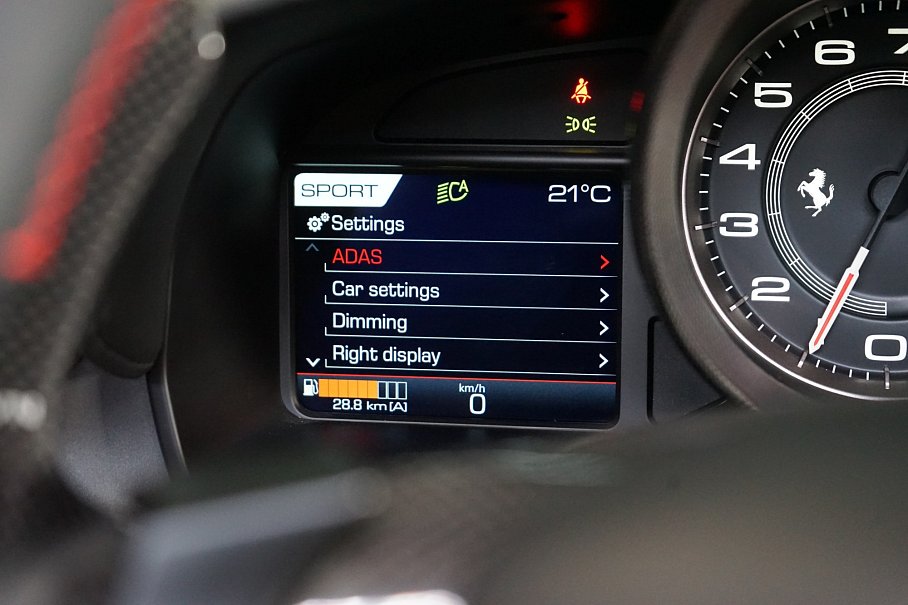 SPORT A 21°C
Settings
ADAS
Car settings
Dimming
Right display
28.8 km [A]
km/h
0
7
6
5
4
3
2
0